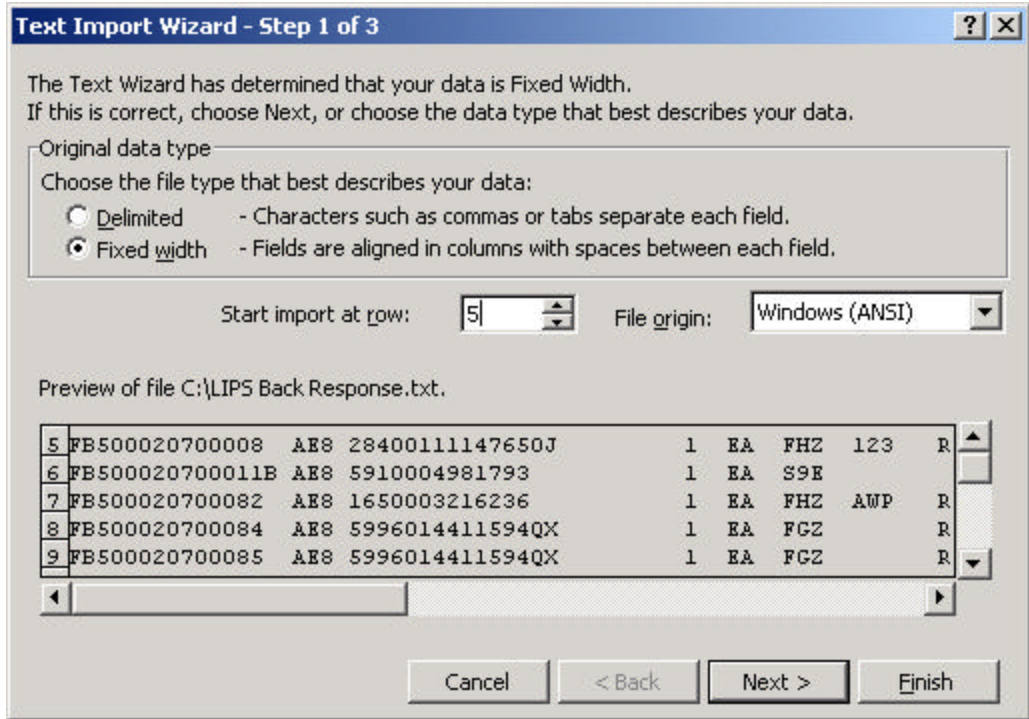 Text Import Wizard - Step 1 of 3
The Text Wizard has determined that your data is Fixed Width.
If this is correct, choose Next, or choose the data type that best describes your data.
Original data type
Choose the file type that best describes your data:
Delimited - Characters such as commas or tabs separate each field.
Fixed width - Fields are aligned in columns with spaces between each field.
Start import at row: 5 File origin: Windows (ANSI)
Preview of file C:\LIPS Back Response.txt.
5 FB500020700008 AE8 28400111147650J 1 EA FHZ 123 R
6 FB500020700011B AE8 5910004981793 1 EA S9E
7 FB500020700082 AE8 1650003216236 1 EA FHZ AWP R
8 FB500020700084 AE8 5996014411594QX 1 EA FGZ R
9 FB500020700085 AE8 5996014411594QX 1 EA FGZ R
Cancel < Back Next > Finish